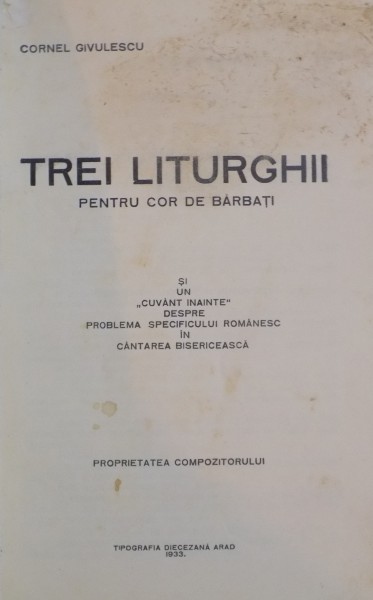 CORNEL GIVULESCU
TREI LITURGHII
PENTRU COR DE BĂRBAȚI
ȘI
UN
„CUVÂNT INAINTE"
DESPRE
PROBLEMA SPECIFICULUI ROMÂNESC
ÎN
CÂNTAREA BISERICEASCĂ
PROPRIETATEA COMPOZITORULUI
TIPOGRAFIA DIECEZANĂ ARAD
1933.